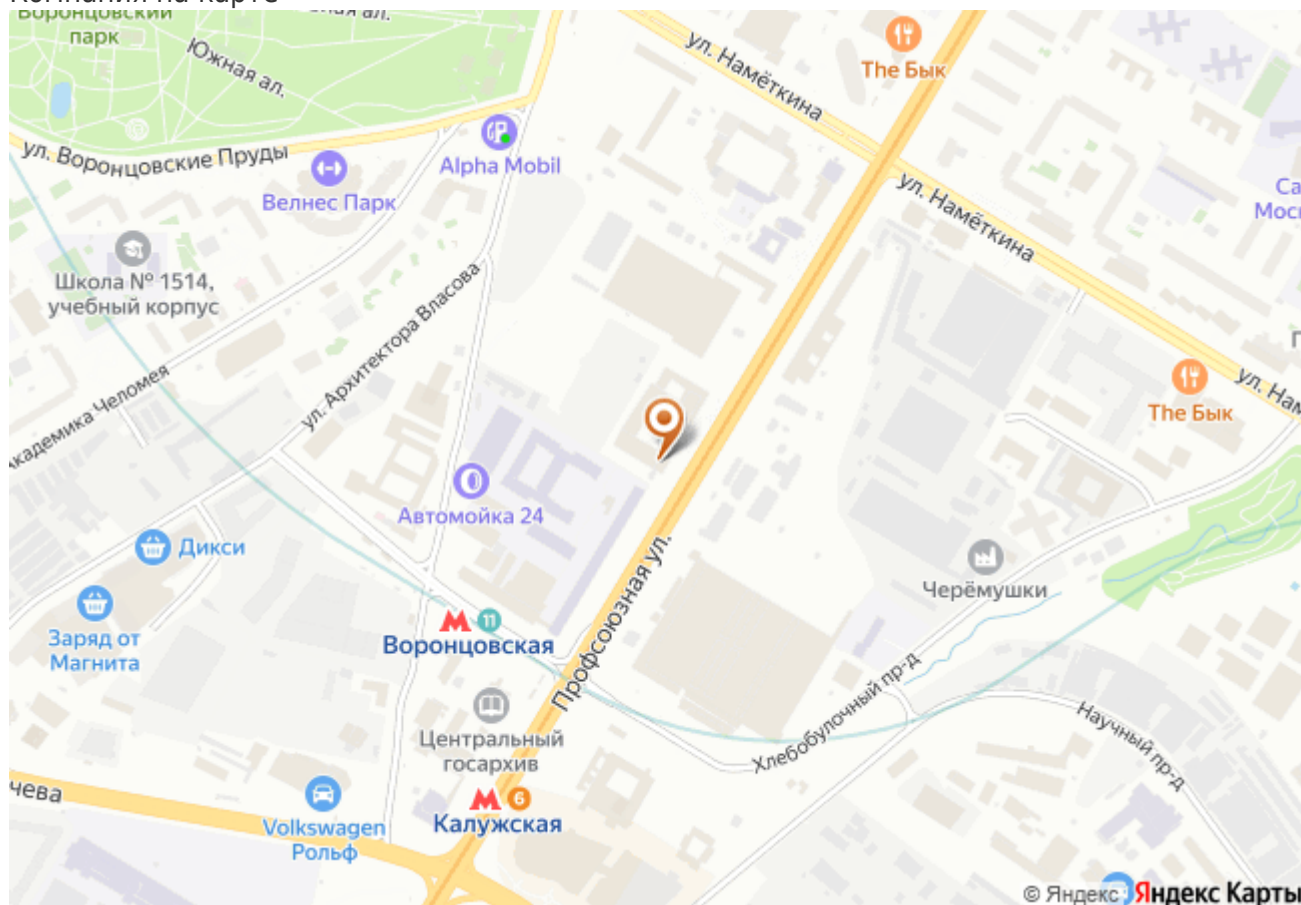 Воронцовский
парк
Южная ал.
ул. Намёткина
The Бык
ул. Воронцовские Пруды
Alpha Mobil
Велнес Парк
ул. Намёткина
Школа № 1514,
учебный корпус
ул. Архитектора Власова
The Бык
Автомойка 24
Дикси
Профсоюзная ул.
Черёмушки
Заряд от
Магнита
М 11
Воронцовская
Центральный
госархив
Хлебобулочный пр-д
Научный пр-д
М 6
Калужская
Volkswagen
Рольф
© Яндекс Яндекс Карты